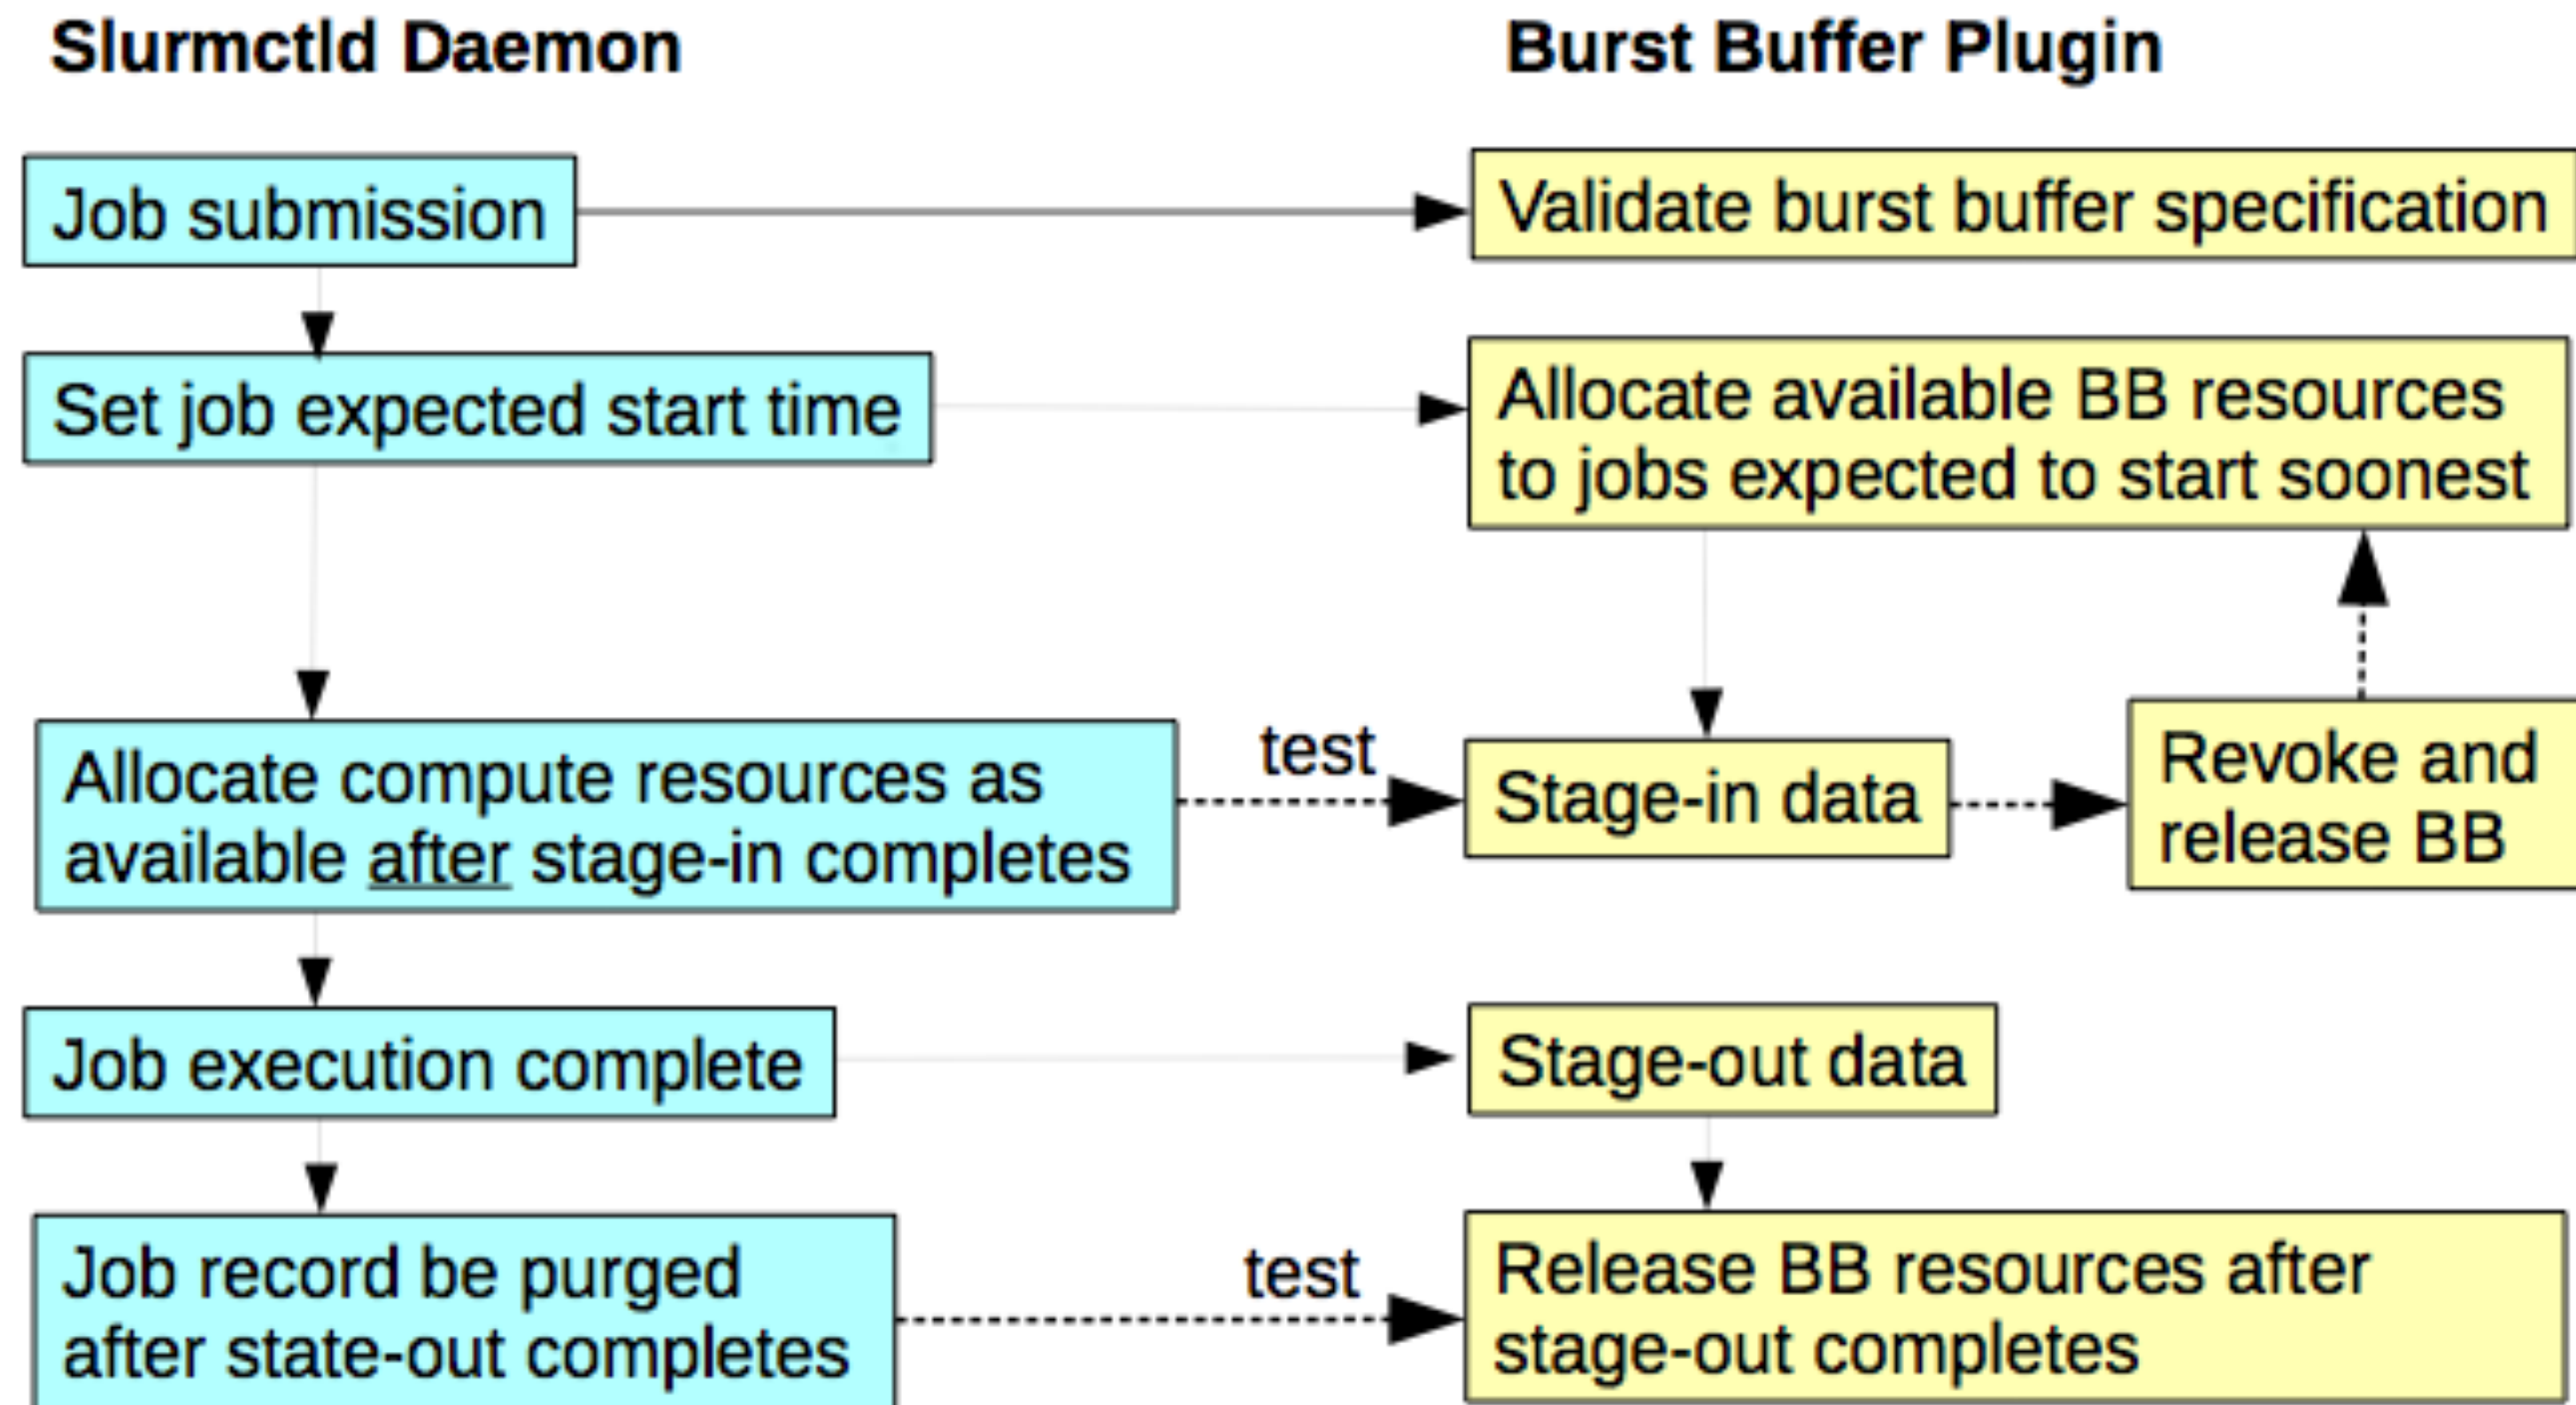 Slurmctld Daemon
Burst Buffer Plugin
Job submission
Validate burst buffer specification
Set job expected start time
Allocate available BB resources
to jobs expected to start soonest
Allocate compute resources as
available after stage-in completes
test
Stage-in data
Revoke and
release BB
Job execution complete
Stage-out data
Job record be purged
after state-out completes
test
Release BB resources after
stage-out completes